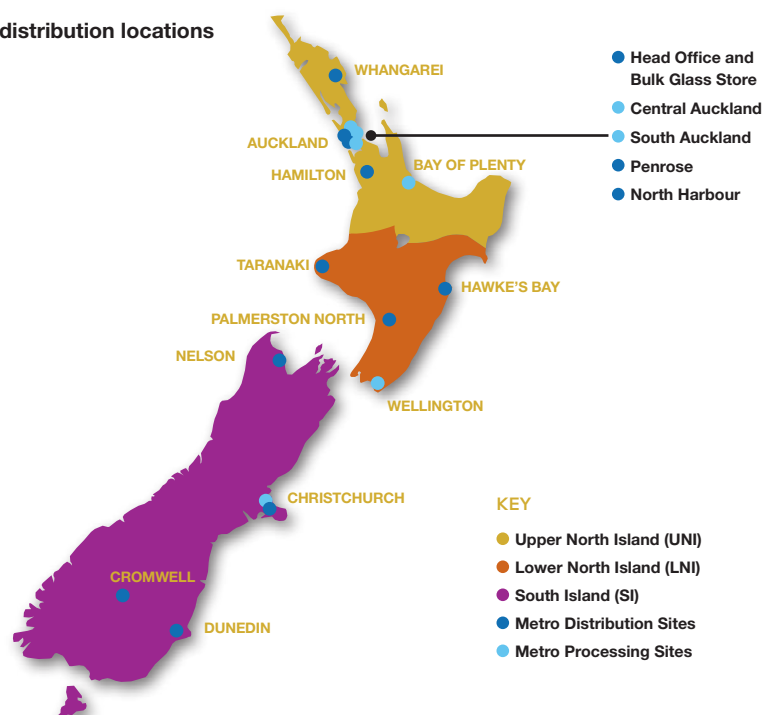 distribution locations
WHANGAREI
AUCKLAND
HAMILTON
BAY OF PLENTY
Head Office and
Bulk Glass Store
Central Auckland
South Auckland
Penrose
North Harbour
TARANAKI
HAWKE'S BAY
PALMERSTON NORTH
NELSON
WELLINGTON
CHRISTCHURCH
CROMWELL
DUNEDIN
KEY
Upper North Island (UNI)
Lower North Island (LNI)
South Island (SI)
Metro Distribution Sites
Metro Processing Sites